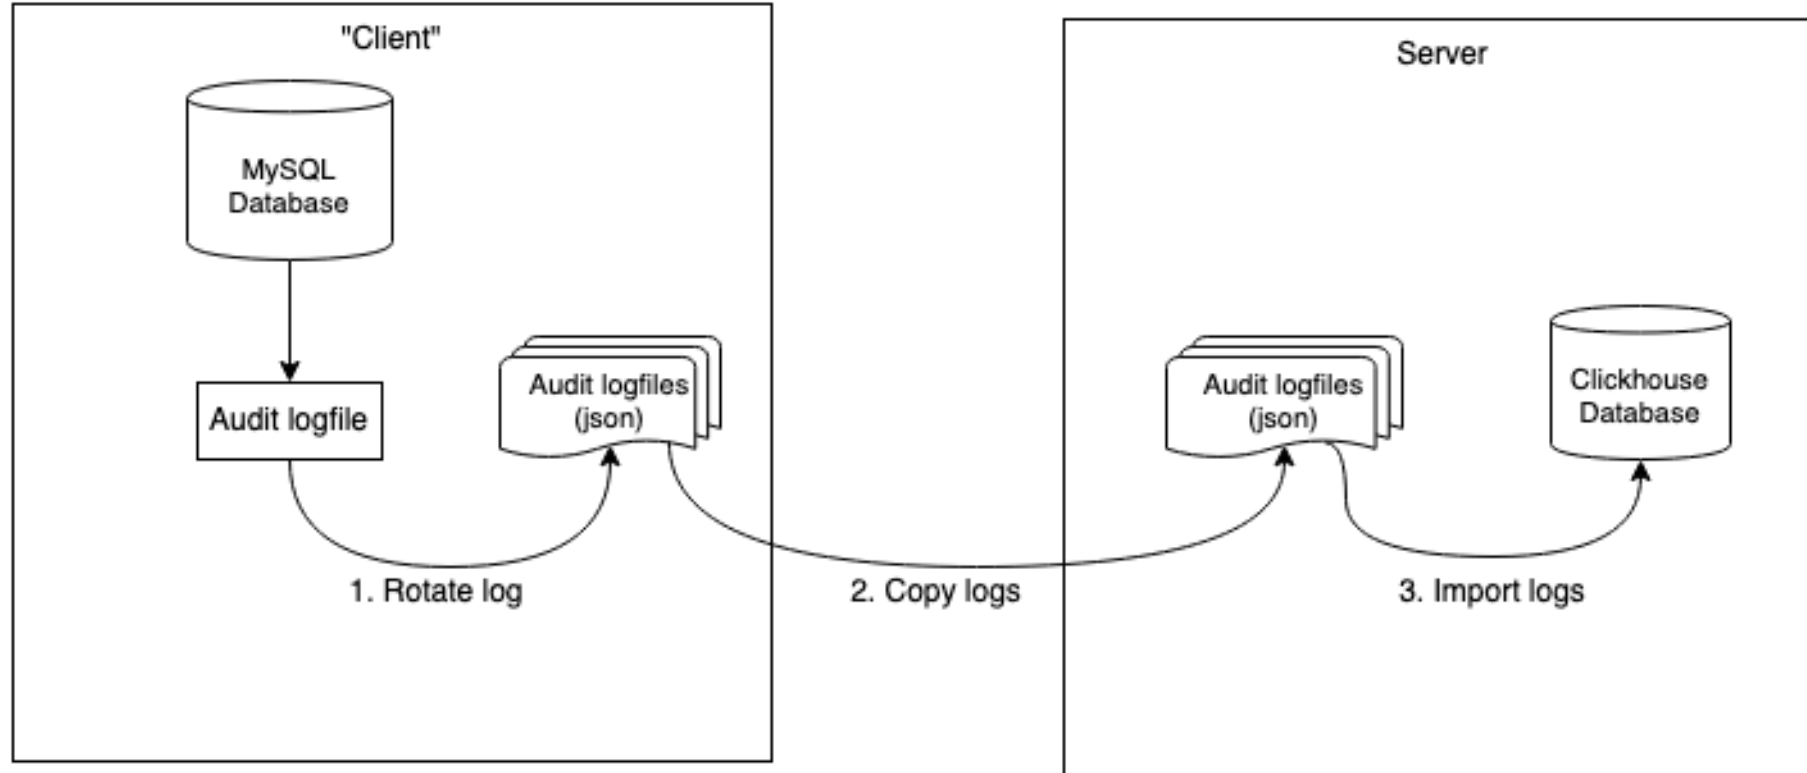 "Client"
MySQL
Database
Audit logfile
Audit logfiles
(json)
1. Rotate log
2. Copy logs
Server
Audit logfiles
(json)
Clickhouse
Database
3. Import logs